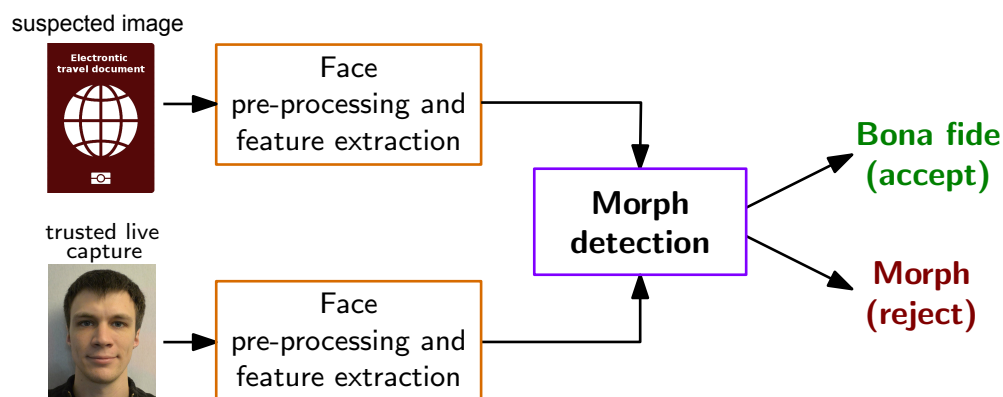 suspected image
Electrontic
travel document
Face
pre-processing and
feature extraction
Bona fide
(accept)
Morph
detection
trusted live
capture
Morph
(reject)
Face
pre-processing and
feature extraction